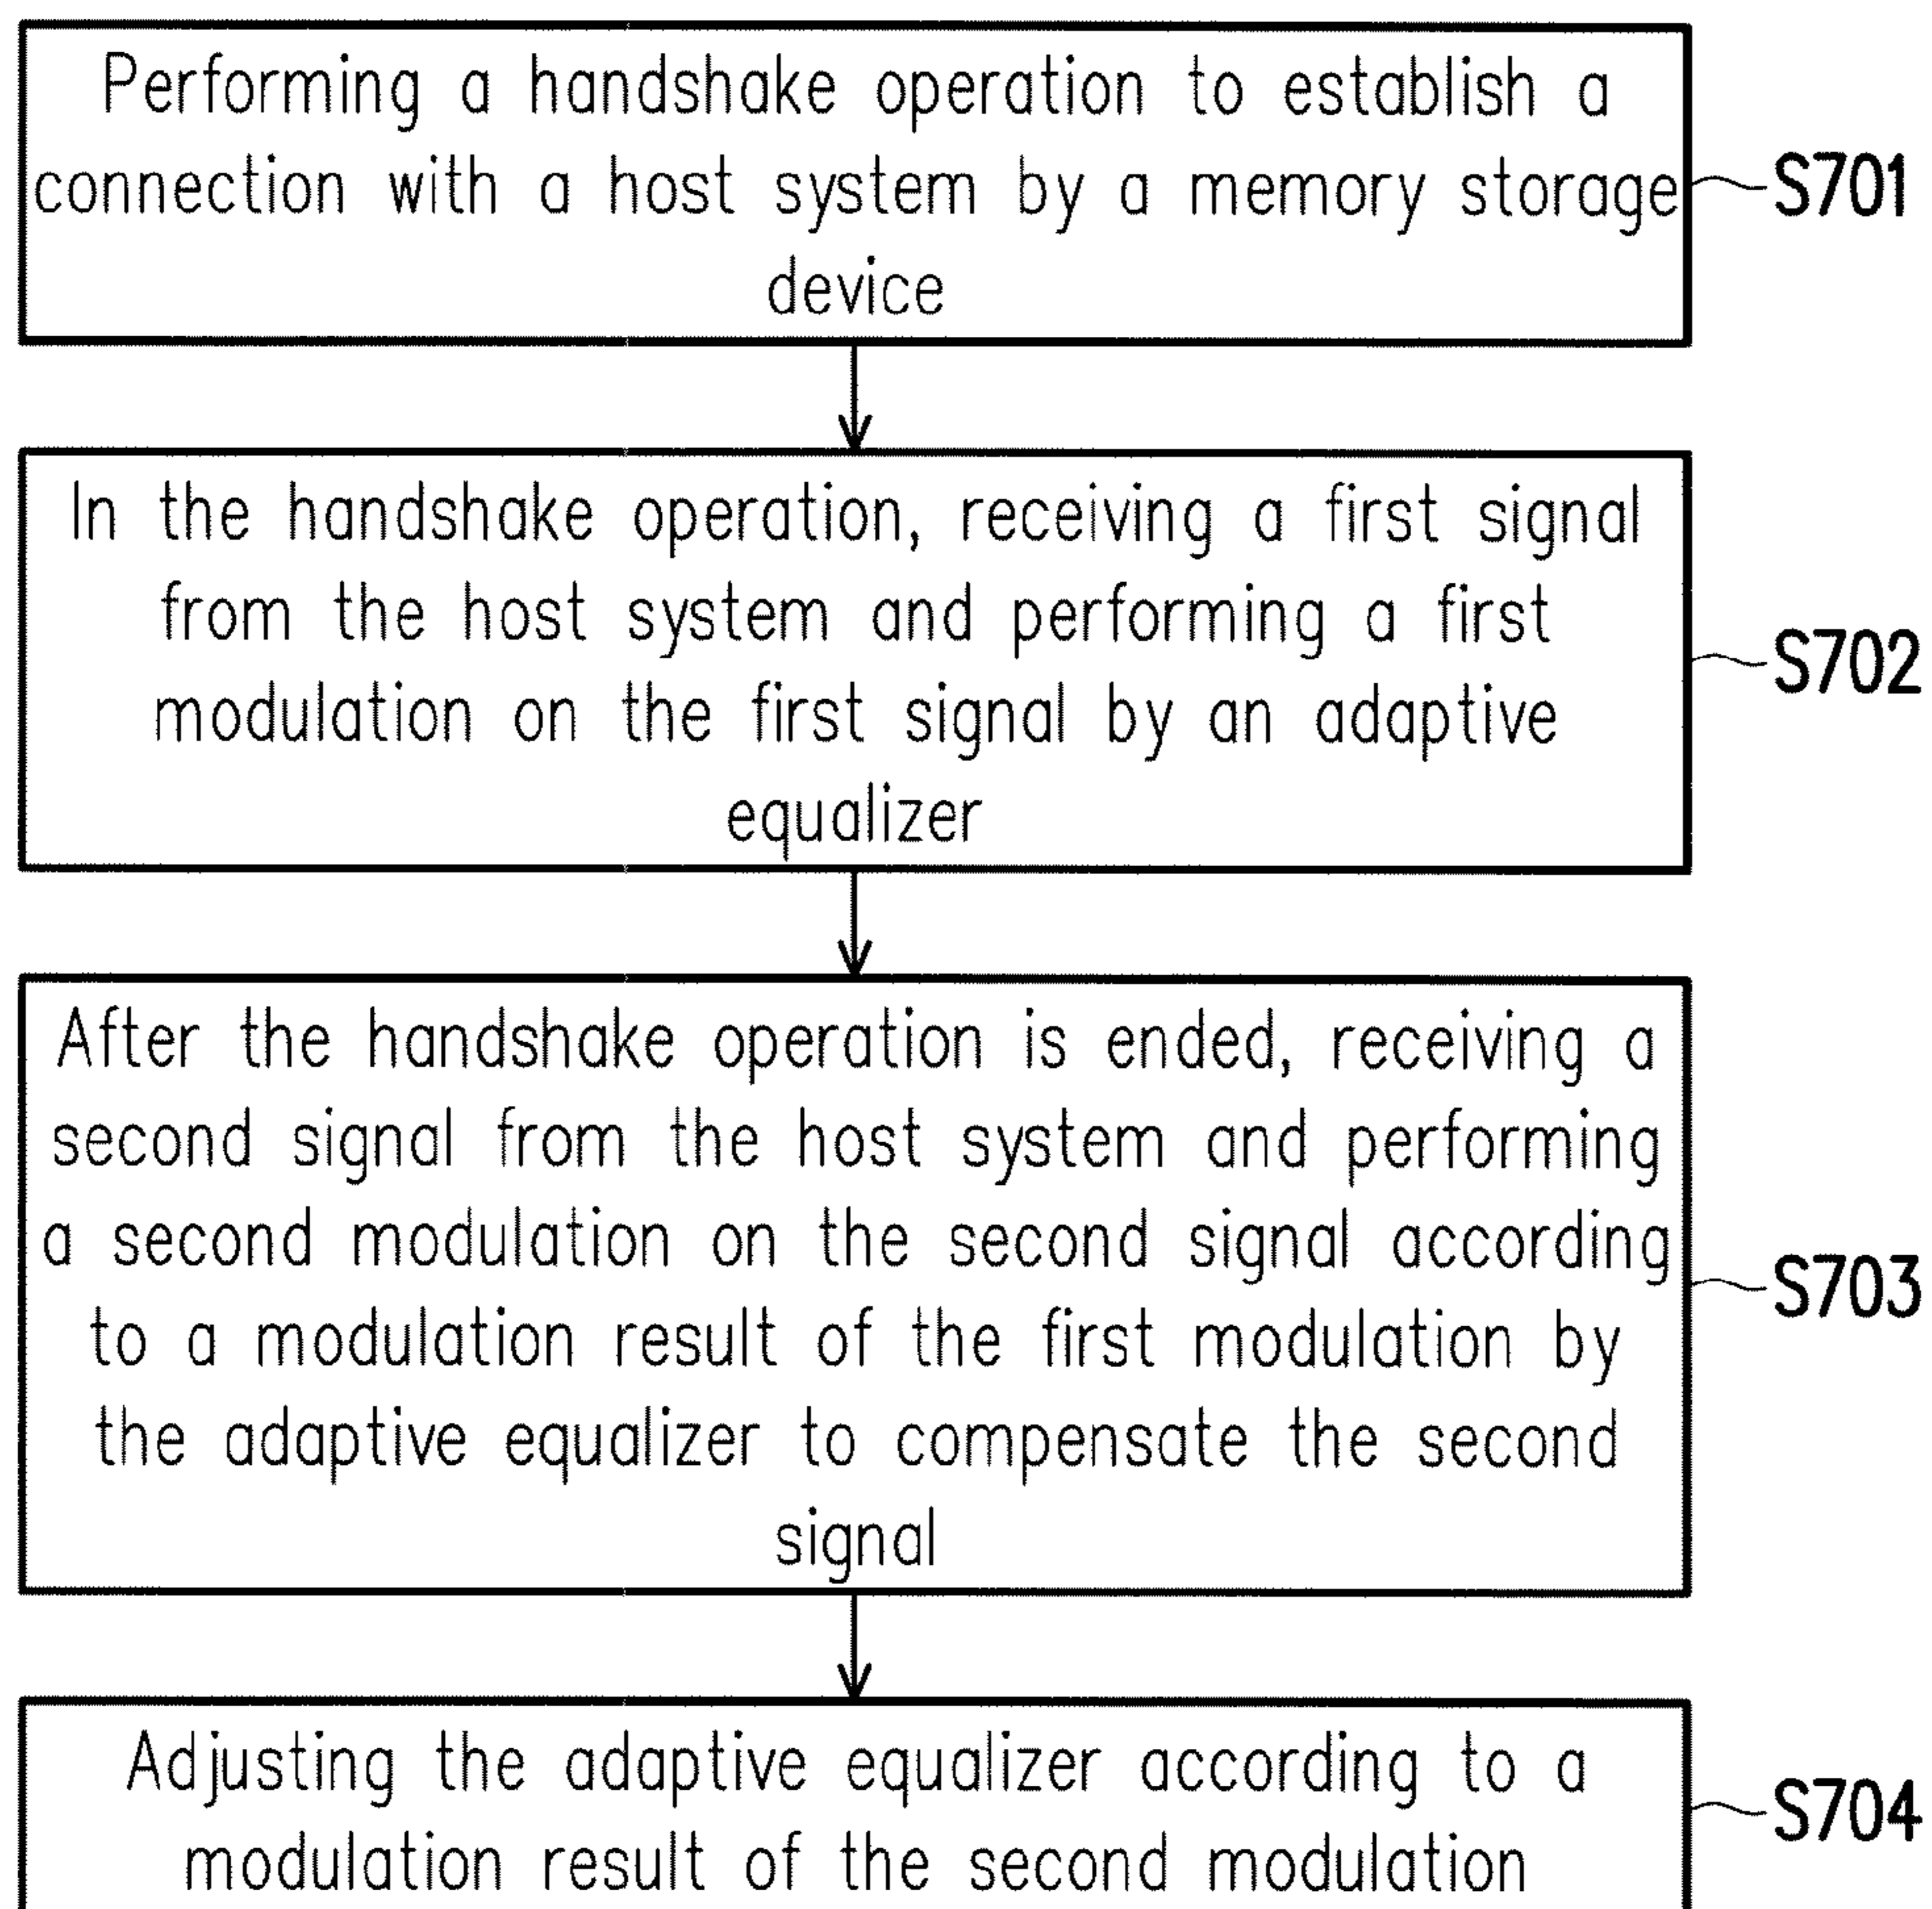 Performing a handshake operation to establish a
connection with a host system by a memory storage
device
S701
In the handshake operation, receiving a first signal
from the host system and performing a first
modulation on the first signal by an adaptive
equalizer
S702
After the handshake operation is ended, receiving a
second signal from the host system and performing
a second modulation on the second signal according
to a modulation result of the first modulation by
the adaptive equalizer to compensate the second
signal
S703
Adjusting the adaptive equalizer according to a
modulation result of the second modulation
S704